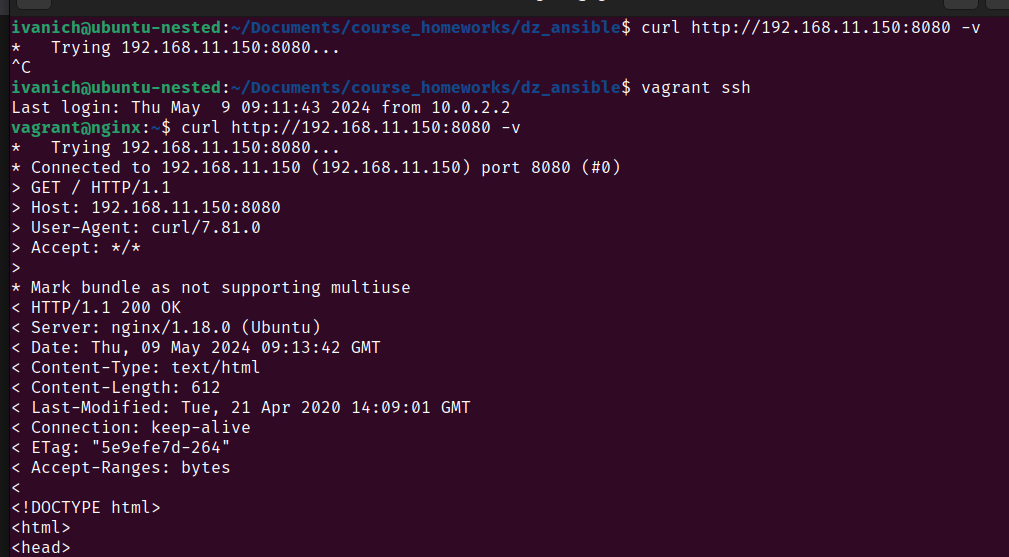 ivanich@ubuntu-nested:~/Documents/course_homeworks/dz_ansible$ curl http://192.168.11.150:8080 -v
*   Trying 192.168.11.150:8080...
^C
ivanich@ubuntu-nested:~/Documents/course_homeworks/dz_ansible$ vagrant ssh
Last login: Thu May  9 09:11:43 2024 from 10.0.2.2
vagrant@nginx:~$ curl http://192.168.11.150:8080 -v
*   Trying 192.168.11.150:8080...
* Connected to 192.168.11.150 (192.168.11.150) port 8080 (#0)
> GET / HTTP/1.1
> Host: 192.168.11.150:8080
> User-Agent: curl/7.81.0
> Accept: */*
>
* Mark bundle as not supporting multiuse
< HTTP/1.1 200 OK
< Server: nginx/1.18.0 (Ubuntu)
< Date: Thu, 09 May 2024 09:13:42 GMT
< Content-Type: text/html
< Content-Length: 612
< Last-Modified: Tue, 21 Apr 2020 14:09:01 GMT
< Connection: keep-alive
< ETag: "5e9efe7d-264"
< Accept-Ranges: bytes
<
<!DOCTYPE html>
<html>
<head>